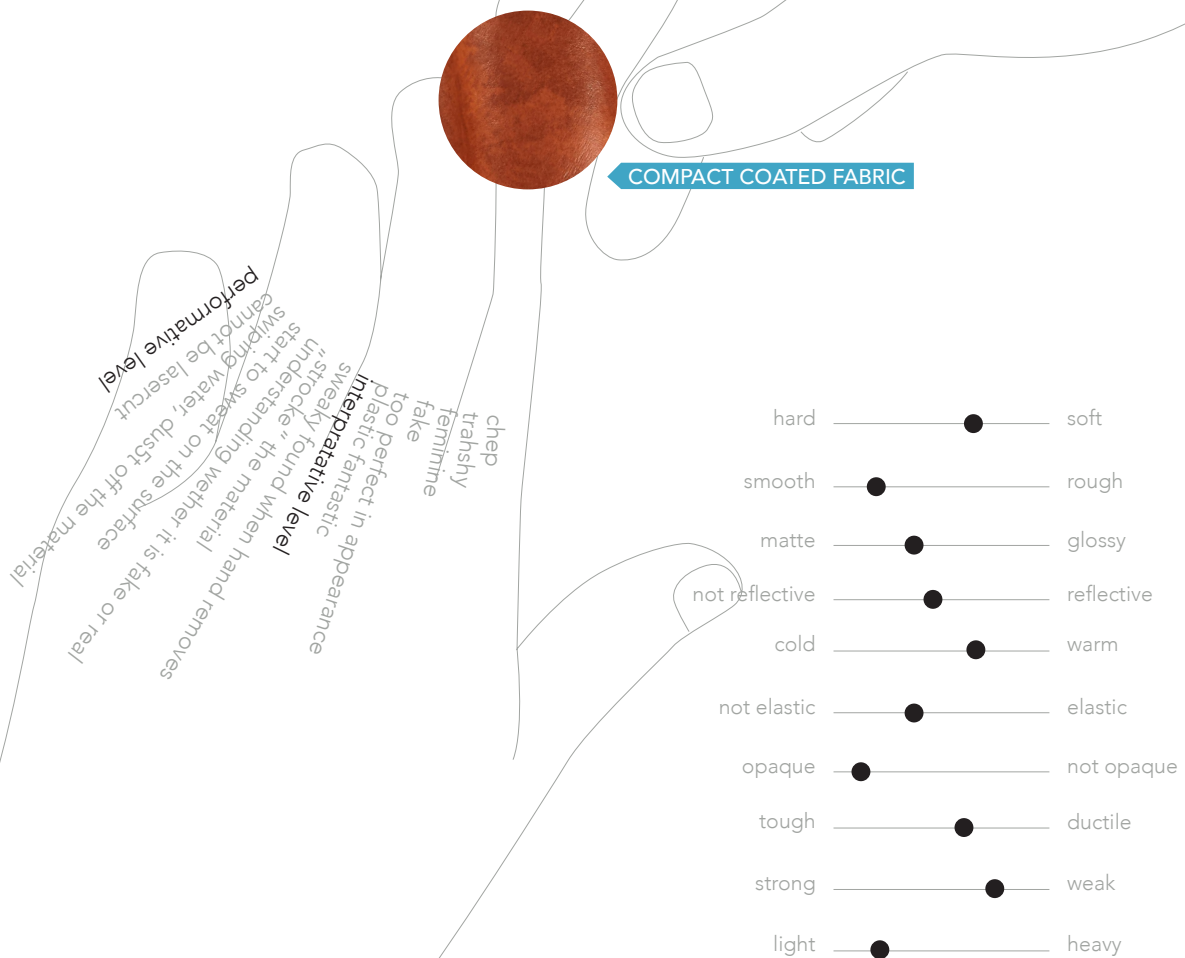 COMPACT COATED FABRIC
performative level
cannot be lasercut
swiping water, dus5t off the material
start to sweat on the surface
understanding wether it is fake or real
"strocke" the material
sweaky found when hand removes
interpratative level
plastic fantastic
too perfect in appearance
fake
feminine
trahshy
chep
hard soft
smooth rough
matte glossy
not reflective reflective
cold warm
not elastic elastic
opaque not opaque
tough ductile
strong weak
light heavy